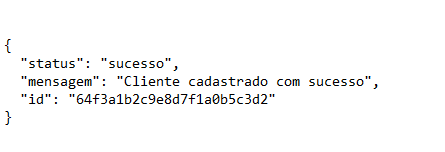 {
  "status": "sucesso",
  "mensagem": "Cliente cadastrado com sucesso",
  "id": "64f3a1b2c9e8d7f1a0b5c3d2"
}